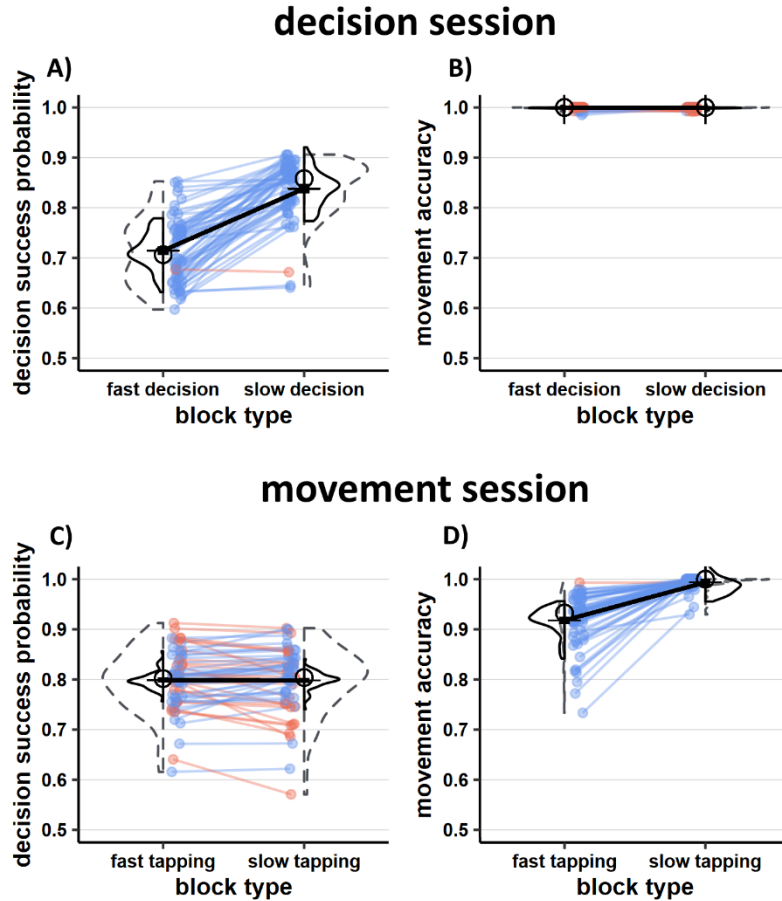 decision session
A)
decision success probability
1.0
0.9
0.8
0.7
0.6
0.5
fast decision slow decision
block type
B)
movement accuracy
1.0
0.9
0.8
0.7
0.6
0.5
fast decision slow decision
block type
movement session
C)
decision success probability
1.0
0.9
0.8
0.7
0.6
0.5
fast tapping slow tapping
block type
D)
movement accuracy
1.0
0.9
0.8
0.7
0.6
0.5
fast tapping slow tapping
block type